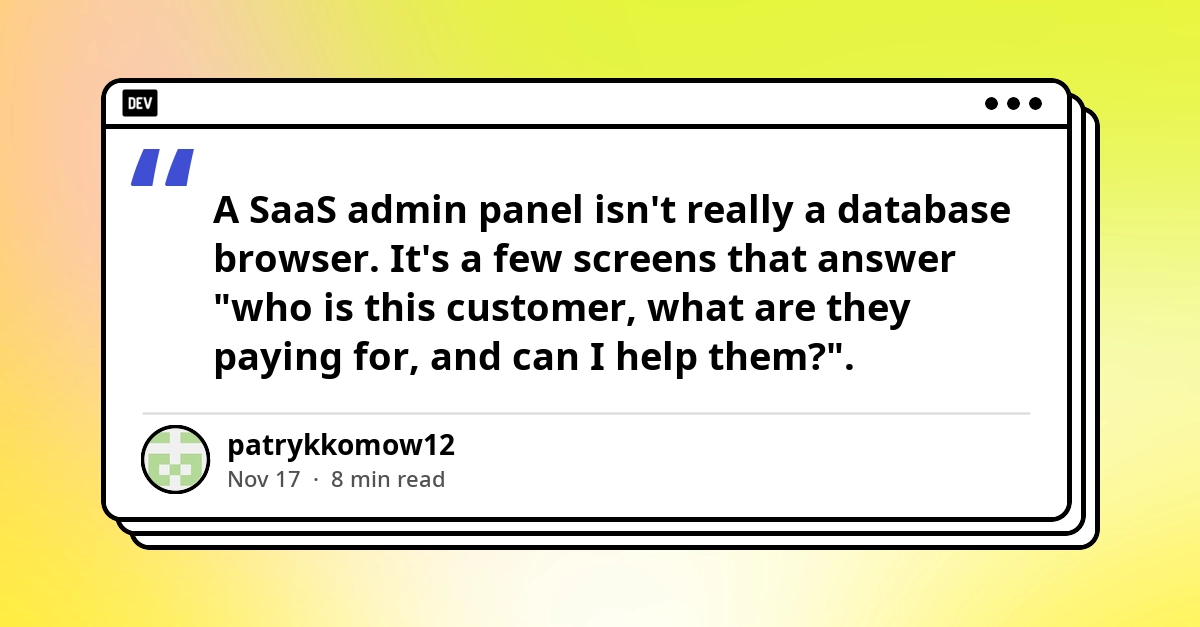 DEV
A SaaS admin panel isn't really a database
browser. It's a few screens that answer
"who is this customer, what are they
paying for, and can I help them?".
patrykkomow12
Nov 17 · 8 min read